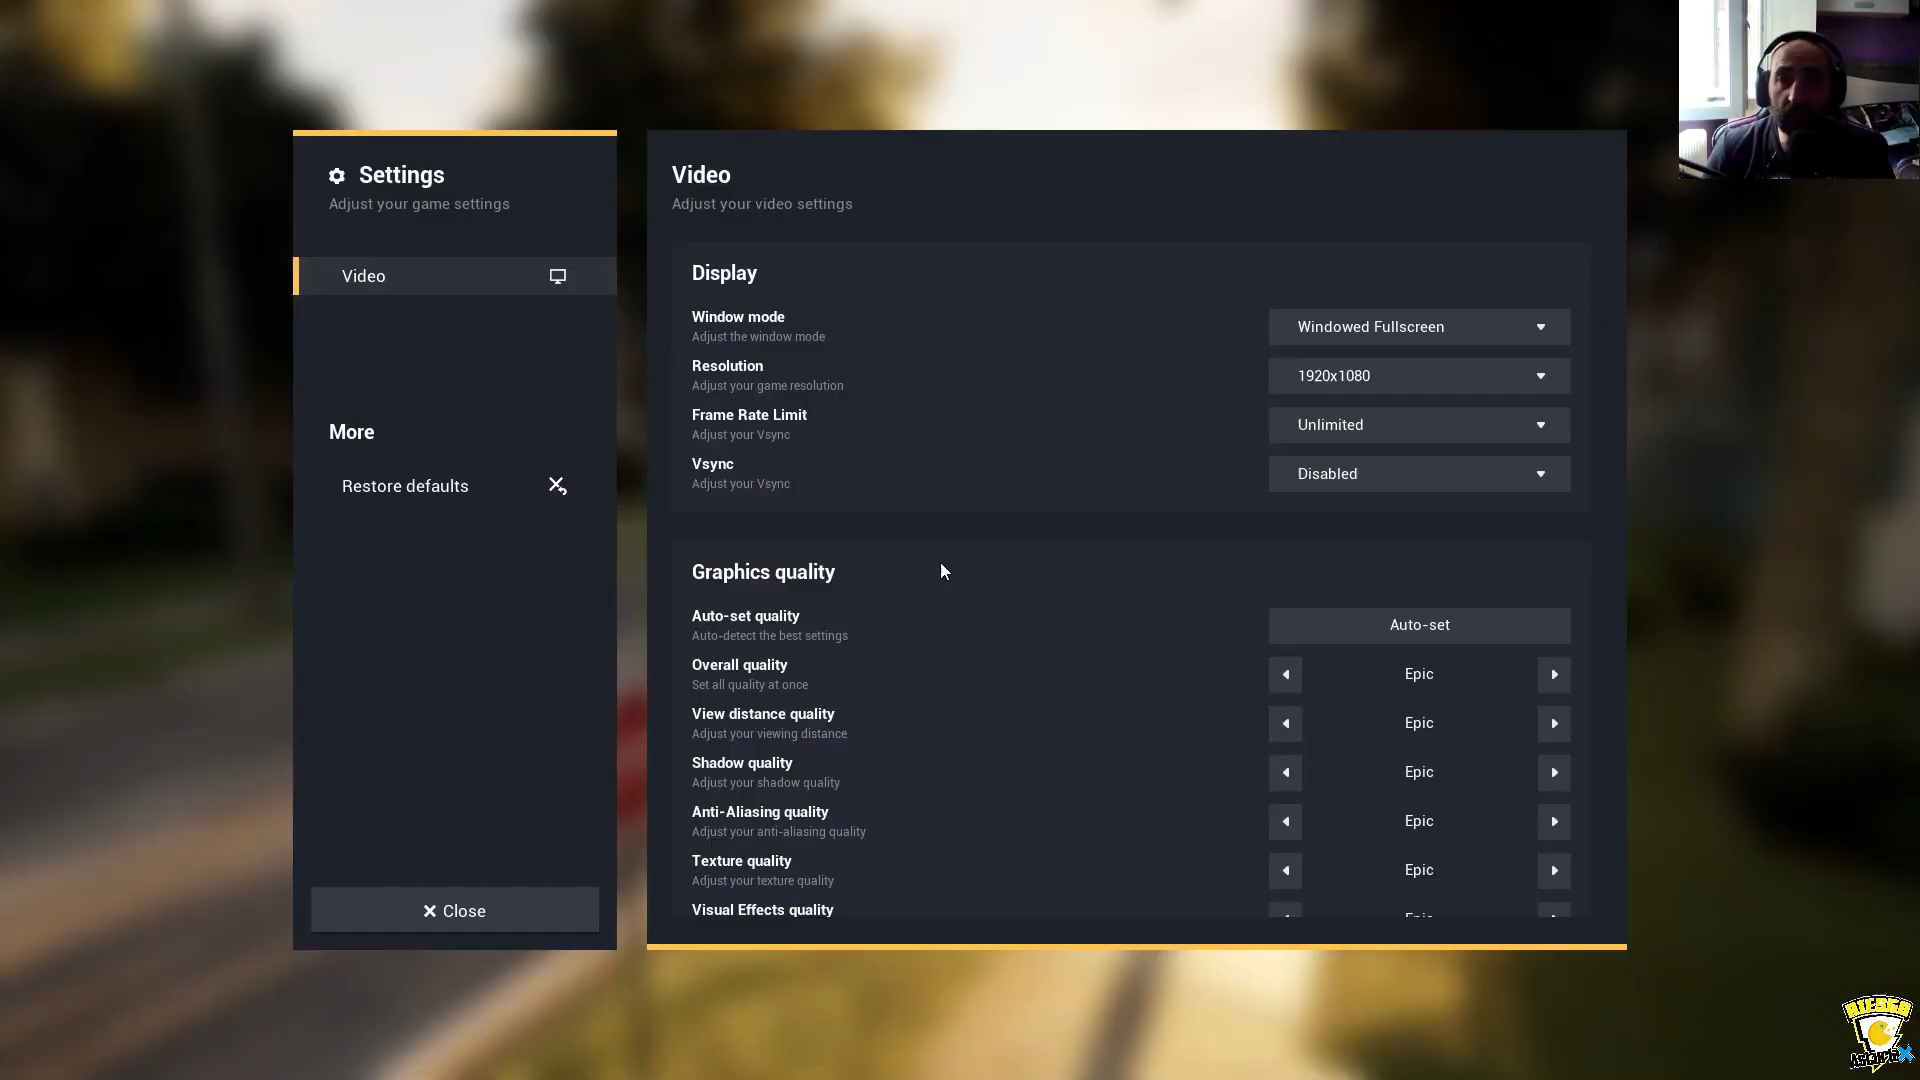 Settings
Adjust your game settings
Video
More
Restore defaults
Close
Video
Adjust your video settings
Display
Window mode
Adjust the window mode
Windowed Fullscreen
Resolution
Adjust your game resolution
1920x1080
Frame Rate Limit
Adjust your Vsync
Unlimited
Vsync
Adjust your Vsync
Disabled
Graphics quality
Auto-set quality
Auto-detect the best settings
Auto-set
Overall quality
Set all quality at once
Epic
View distance quality
Adjust your viewing distance
Epic
Shadow quality
Adjust your shadow quality
Epic
Anti-Aliasing quality
Adjust your anti-aliasing quality
Epic
Texture quality
Adjust your texture quality
Epic
Visual Effects quality